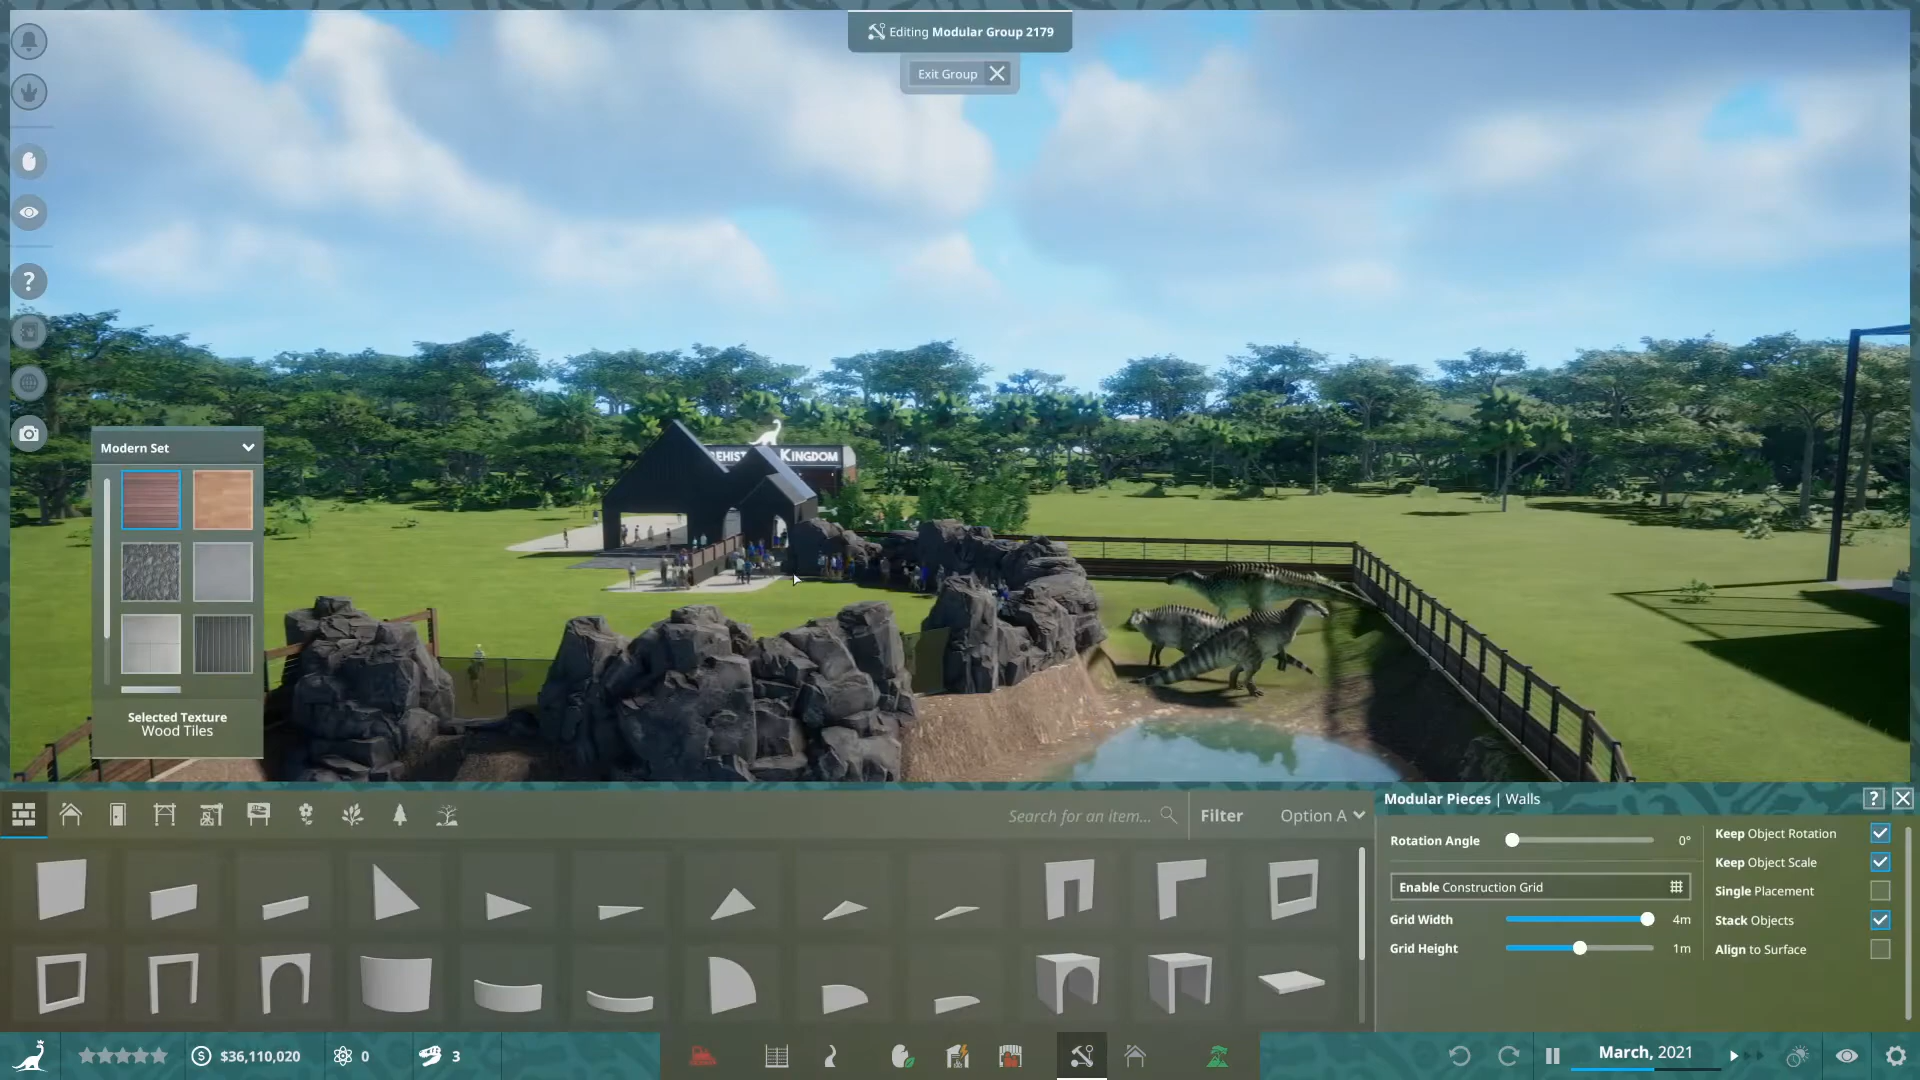 Editing Modular Group 2179
Exit Group
KINGDOM
Modern Set
Selected Texture
Wood Tiles
Search for an item...
Filter
Option A
Modular Pieces | Walls
?
Rotation Angle
0°
Enable Construction Grid
Grid Width
4m
Grid Height
1m
Keep Object Rotation
Keep Object Scale
Single Placement
Stack Objects
Align to Surface
$36,110,020
0
3
March, 2021